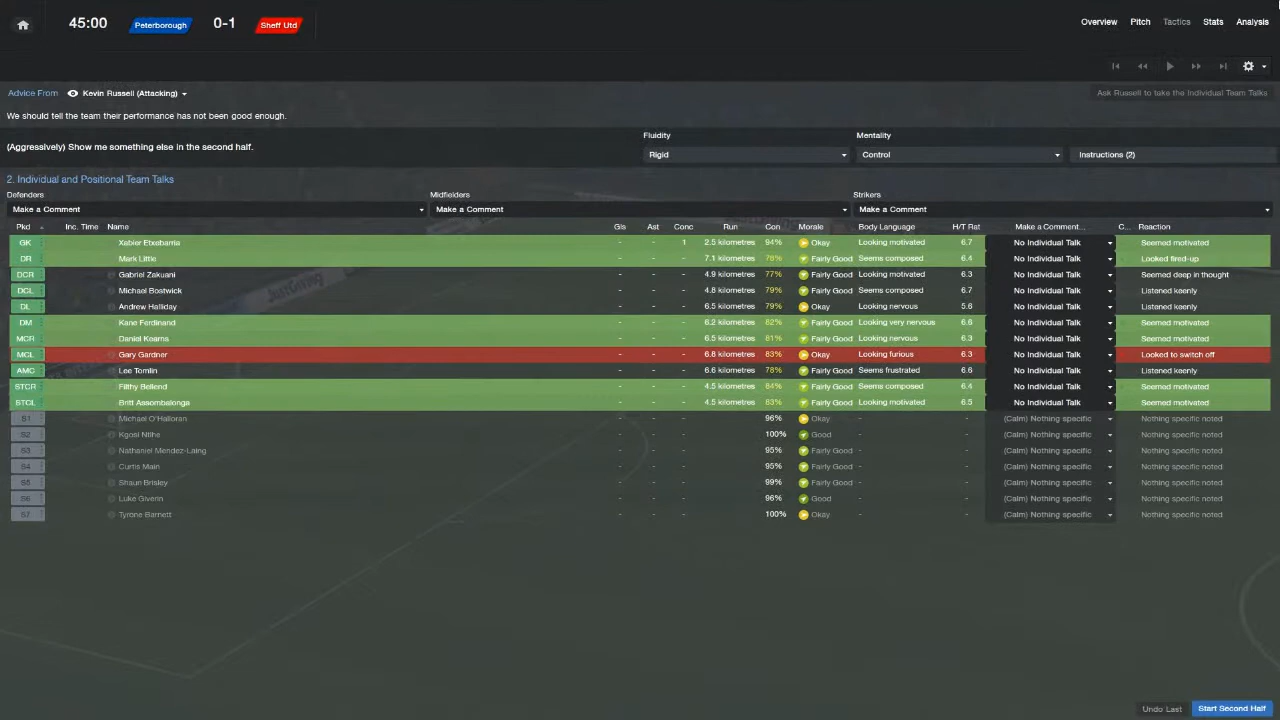 45:00 Peterborough 0-1 Sheff Utd Overview Pitch Tactics Stats Analysis
Advice From Kevin Russell (Attacking) Ask Russell to take the Individual Team Talks
We should tell the team their performance has not been good enough.
Fluidity Mentality
(Aggressively) Show me something else in the second half.
Rigid Control Instructions (2)
2. Individual and Positional Team Talks
Defenders Midfielders Strikers
Make a Comment Make a Comment Make a Comment
Pkd Inc. Time Name Gls Ast Conc Run Con Morale Body Language H/T Rat Make a Comment... C... Reaction
GK Xabier Etxebarria - - 1 2.5 kilometres 94% Okay Looking motivated 6.7 No Individual Talk Seemed motivated
DR Mark Little - - - 7.1 kilometres 78% Fairly Good Seems composed 6.4 No Individual Talk Looked fired-up
DCR Gabriel Zakuani - - - 4.9 kilometres 77% Fairly Good Looking motivated 6.3 No Individual Talk Seemed deep in thought
DCL Michael Bostwick - - - 4.8 kilometres 79% Fairly Good Seems composed 6.7 No Individual Talk Listened keenly
DL Andrew Halliday - - - 6.5 kilometres 79% Okay Looking nervous 5.6 No Individual Talk Listened keenly
DM Kane Ferdinand - - - 6.2 kilometres 82% Fairly Good Looking very nervous 6.6 No Individual Talk Seemed motivated
MCR Daniel Kearns - - - 6.5 kilometres 81% Fairly Good Looking nervous 6.3 No Individual Talk Seemed motivated
MCL Gary Gardner - - - 6.8 kilometres 83% Okay Looking furious 6.3 No Individual Talk Looked to switch off
AMC Lee Tomlin - - - 6.6 kilometres 78% Fairly Good Seems frustrated 6.6 No Individual Talk Listened keenly
STCR Filthy Bellend - - - 4.5 kilometres 84% Fairly Good Seems composed 6.4 No Individual Talk Seemed motivated
STCL Britt Assombalonga - - - 4.5 kilometres 83% Fairly Good Looking motivated 6.5 No Individual Talk Seemed motivated
S1 Michael O'Halloran - - - - 96% Okay - - (Calm) Nothing specific Nothing specific noted
S2 Kgosi Ntlhe - - - - 100% Good - - (Calm) Nothing specific Nothing specific noted
S3 Nathaniel Mendez-Laing - - - - 95% Fairly Good - - (Calm) Nothing specific Nothing specific noted
S4 Curtis Main - - - - 95% Fairly Good - - (Calm) Nothing specific Nothing specific noted
S5 Shaun Brisley - - - - 99% Fairly Good - - (Calm) Nothing specific Nothing specific noted
S6 Luke Giverin - - - - 96% Good - - (Calm) Nothing specific Nothing specific noted
S7 Tyrone Barnett - - - - 100% Okay - - (Calm) Nothing specific Nothing specific noted
Undo Last Start Second Half